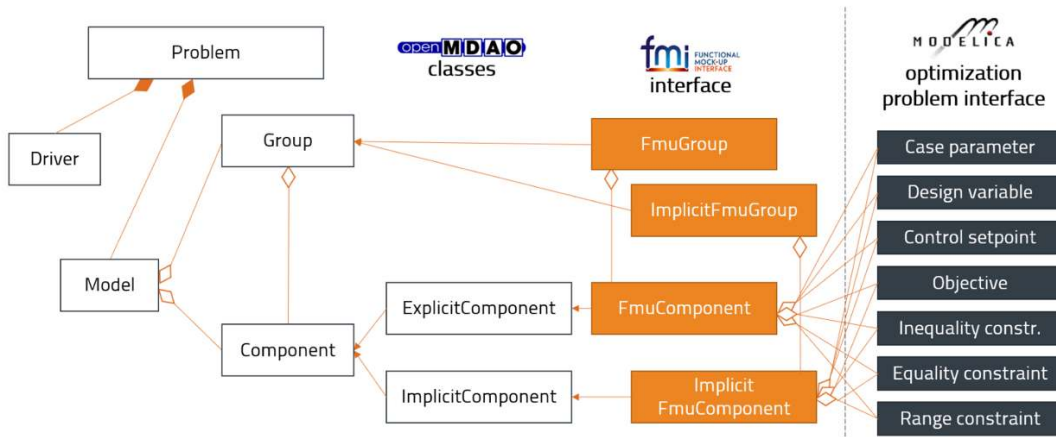 Problem
Driver
Model
openMDAO
classes
Group
Component
ExplicitComponent
ImplicitComponent
fmi FUNCTIONAL
MOCK-UP
INTERFACE
interface
FmuGroup
ImplicitFmuGroup
FmuComponent
Implicit
FmuComponent
MODELICA
optimization
problem interface
Case parameter
Design variable
Control setpoint
Objective
Inequality constr.
Equality constraint
Range constraint